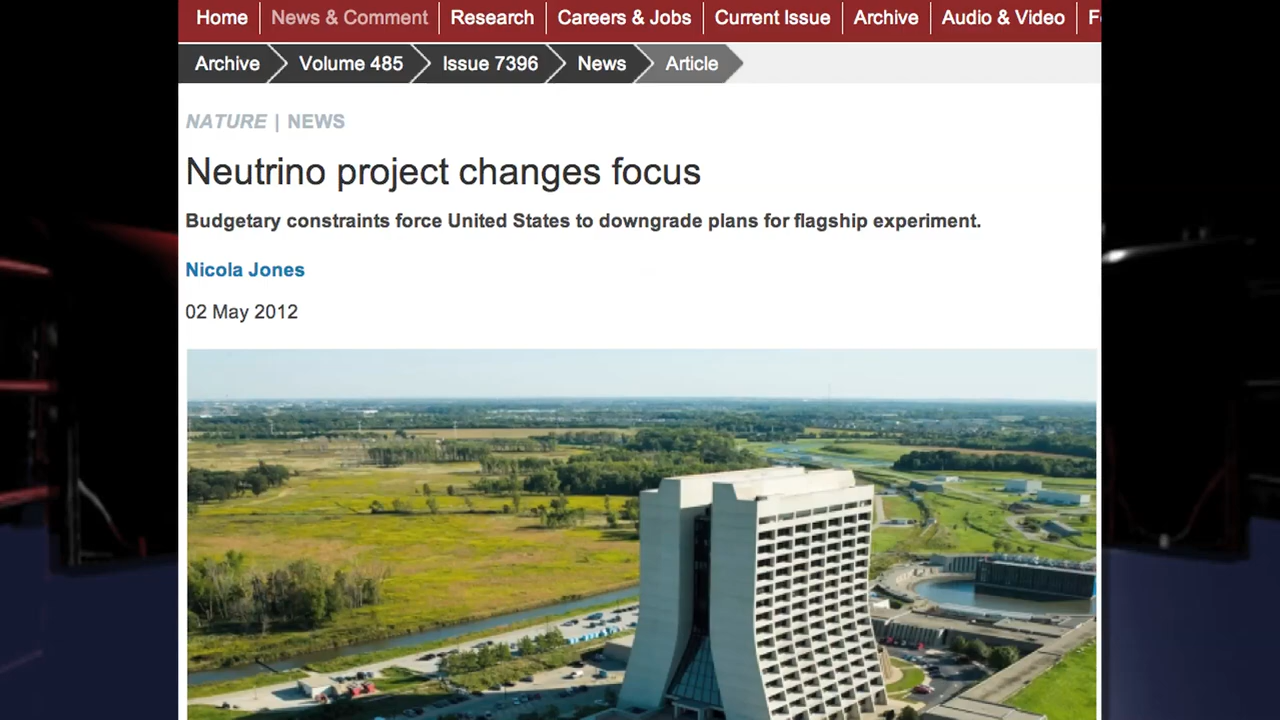 Home News & Comment Research Careers & Jobs Current Issue Archive Audio & Video
Archive Volume 485 Issue 7396 News Article
NATURE | NEWS
Neutrino project changes focus
Budgetary constraints force United States to downgrade plans for flagship experiment.
Nicola Jones
02 May 2012